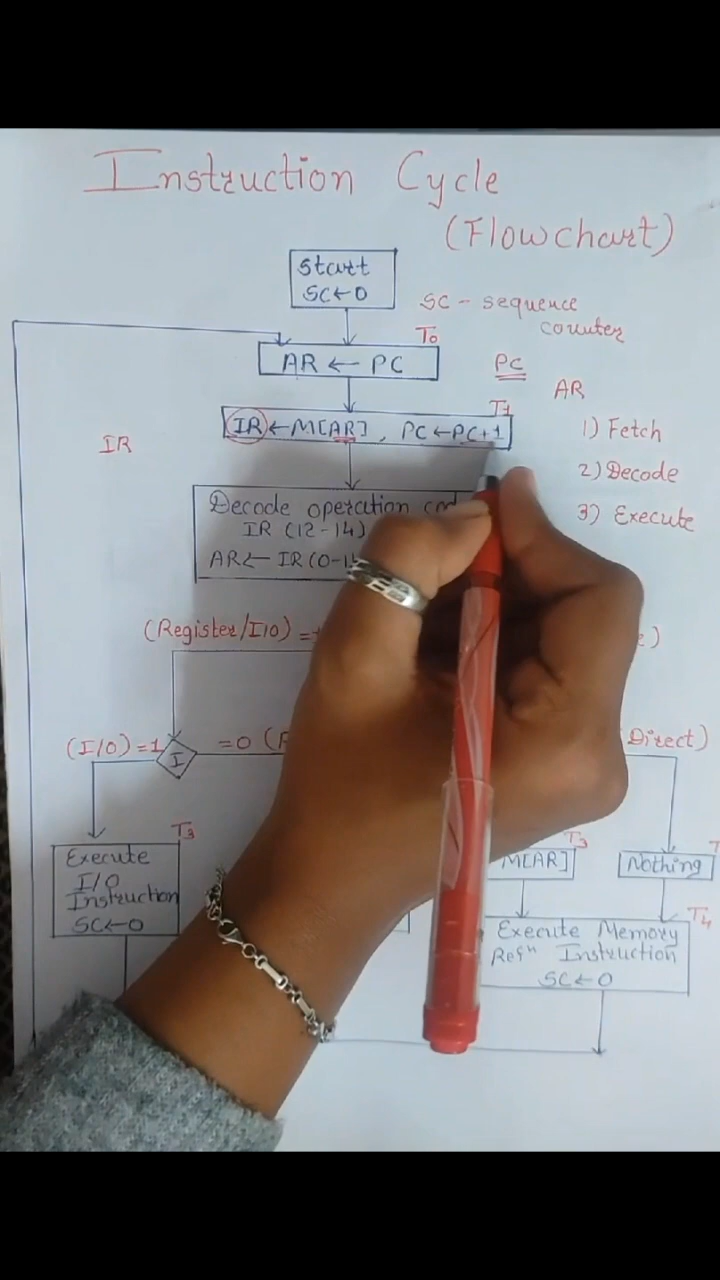 Instruction Cycle
(Flowchart)
Start
SC←0
SC - sequence
counter
T0
AR ← PC
PC
AR
T1
IR←M[AR] , PC←PC+1
IR
1) Fetch
2) Decode
3) Execute
Decode operation
IR (12-14)
AR← IR(0-1
(Register/I/O) =
(I/O) =1
I
=0
Direct)
T3
Execute
I/O
Instruction
SC←0
T3
M[AR]
Nothing
T4
Execute Memory
Refⁿ Instruction
SC←0